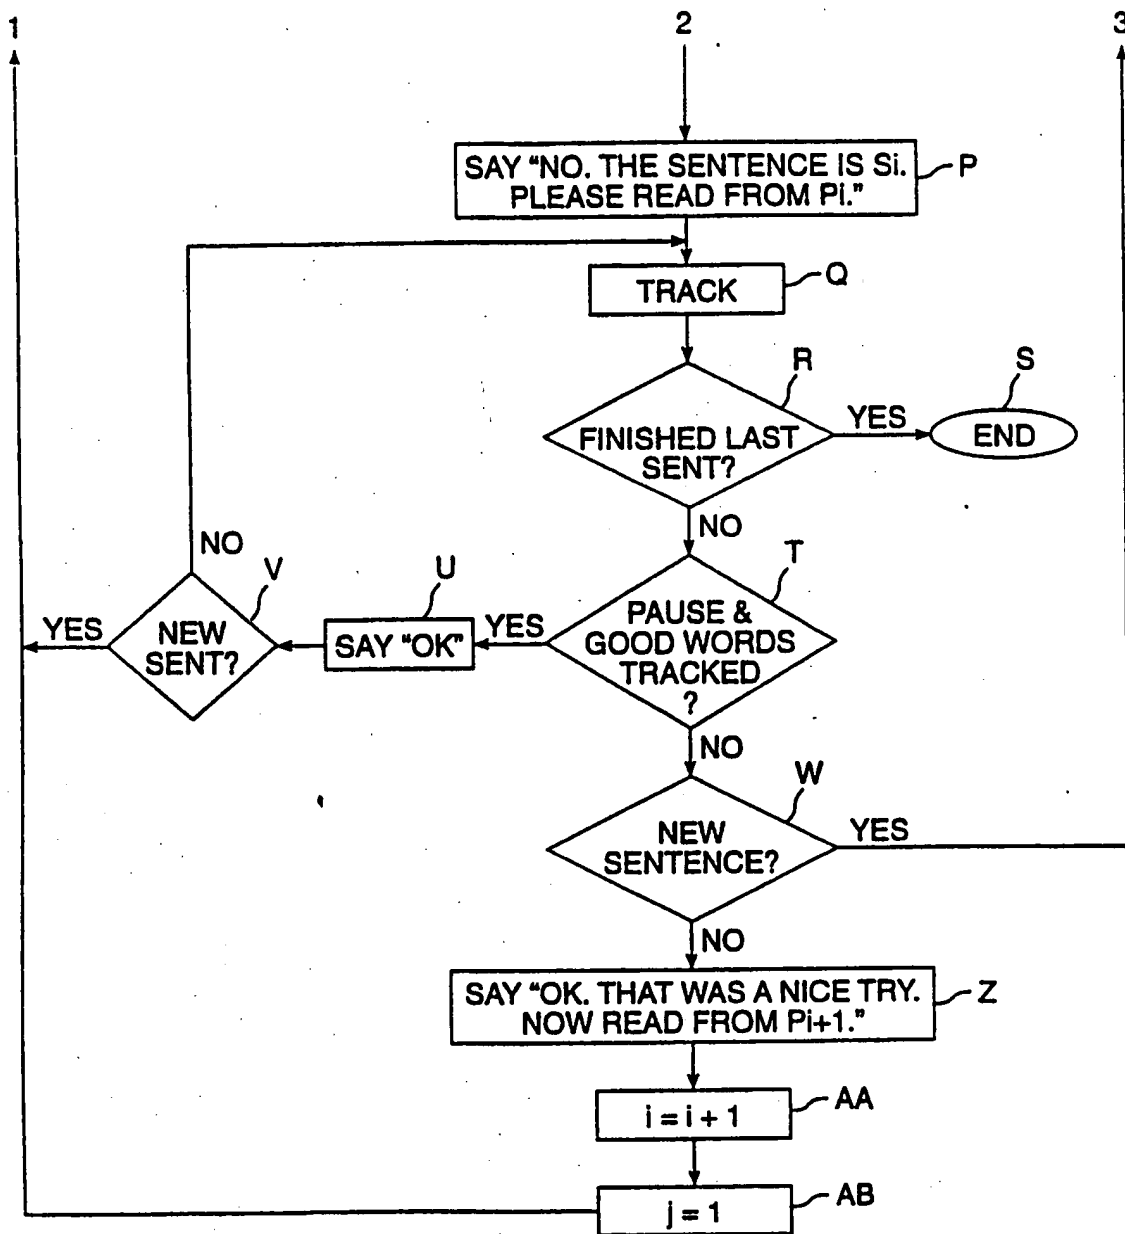 1
2
3
SAY "NO. THE SENTENCE IS Si.
PLEASE READ FROM Pi."
P
TRACK
Q
R
FINISHED LAST
SENT?
YES
S
END
NO
T
PAUSE &
GOOD WORDS
TRACKED
?
YES
U
SAY "OK"
V
NEW
SENT?
NO
YES
NO
W
NEW
SENTENCE?
YES
NO
SAY "OK. THAT WAS A NICE TRY.
NOW READ FROM Pi+1."
Z
i = i + 1
AA
j = 1
AB